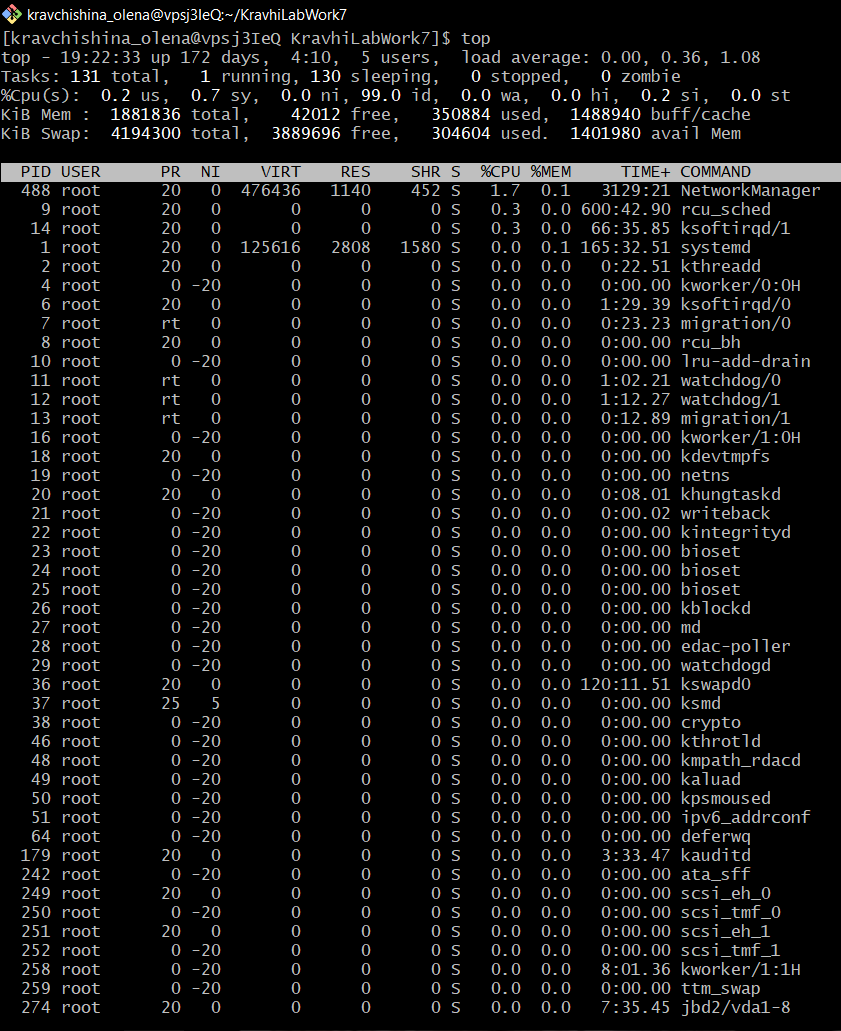 kravchishina_olena@vpsj3IeQ:~/KravhiLabWork7
[kravchishina_olena@vpsj3IeQ KravhiLabWork7]$ top
top - 19:22:33 up 172 days,  4:10,  5 users,  load average: 0.00, 0.36, 1.08
Tasks: 131 total,   1 running, 130 sleeping,   0 stopped,   0 zombie
%Cpu(s):  0.2 us,  0.7 sy,  0.0 ni, 99.0 id,  0.0 wa,  0.0 hi,  0.2 si,  0.0 st
KiB Mem :  1881836 total,    42012 free,   350884 used,  1488940 buff/cache
KiB Swap:  4194300 total,  3889696 free,   304604 used.  1401980 avail Mem
PID USER PR NI VIRT RES SHR S %CPU %MEM TIME+ COMMAND
488 root 20 0 476436 1140 452 S 1.7 0.1 3129:21 NetworkManager
9 root 20 0 0 0 0 S 0.3 0.0 600:42.90 rcu_sched
14 root 20 0 0 0 0 S 0.3 0.0 66:35.85 ksoftirqd/1
1 root 20 0 125616 2808 1580 S 0.0 0.1 165:32.51 systemd
2 root 20 0 0 0 0 S 0.0 0.0 0:22.51 kthreadd
4 root 0 -20 0 0 0 S 0.0 0.0 0:00.00 kworker/0:0H
6 root 20 0 0 0 0 S 0.0 0.0 1:29.39 ksoftirqd/0
7 root rt 0 0 0 0 S 0.0 0.0 0:23.23 migration/0
8 root 20 0 0 0 0 S 0.0 0.0 0:00.00 rcu_bh
10 root 0 -20 0 0 0 S 0.0 0.0 0:00.00 lru-add-drain
11 root rt 0 0 0 0 S 0.0 0.0 1:02.21 watchdog/0
12 root rt 0 0 0 0 S 0.0 0.0 1:12.27 watchdog/1
13 root rt 0 0 0 0 S 0.0 0.0 0:12.89 migration/1
16 root 0 -20 0 0 0 S 0.0 0.0 0:00.00 kworker/1:0H
18 root 20 0 0 0 0 S 0.0 0.0 0:00.00 kdevtmpfs
19 root 0 -20 0 0 0 S 0.0 0.0 0:00.00 netns
20 root 20 0 0 0 0 S 0.0 0.0 0:08.01 khungtaskd
21 root 0 -20 0 0 0 S 0.0 0.0 0:00.02 writeback
22 root 0 -20 0 0 0 S 0.0 0.0 0:00.00 kintegrityd
23 root 0 -20 0 0 0 S 0.0 0.0 0:00.00 bioset
24 root 0 -20 0 0 0 S 0.0 0.0 0:00.00 bioset
25 root 0 -20 0 0 0 S 0.0 0.0 0:00.00 bioset
26 root 0 -20 0 0 0 S 0.0 0.0 0:00.00 kblockd
27 root 0 -20 0 0 0 S 0.0 0.0 0:00.00 md
28 root 0 -20 0 0 0 S 0.0 0.0 0:00.00 edac-poller
29 root 0 -20 0 0 0 S 0.0 0.0 0:00.00 watchdogd
36 root 20 0 0 0 0 S 0.0 0.0 120:11.51 kswapd0
37 root 25 5 0 0 0 S 0.0 0.0 0:00.00 ksmd
38 root 0 -20 0 0 0 S 0.0 0.0 0:00.00 crypto
46 root 0 -20 0 0 0 S 0.0 0.0 0:00.00 kthrotld
48 root 0 -20 0 0 0 S 0.0 0.0 0:00.00 kmpath_rdacd
49 root 0 -20 0 0 0 S 0.0 0.0 0:00.00 kaluad
50 root 0 -20 0 0 0 S 0.0 0.0 0:00.00 kpsmoused
51 root 0 -20 0 0 0 S 0.0 0.0 0:00.00 ipv6_addrconf
64 root 0 -20 0 0 0 S 0.0 0.0 0:00.00 deferwq
179 root 20 0 0 0 0 S 0.0 0.0 3:33.47 kauditd
242 root 0 -20 0 0 0 S 0.0 0.0 0:00.00 ata_sff
249 root 20 0 0 0 0 S 0.0 0.0 0:00.00 scsi_eh_0
250 root 0 -20 0 0 0 S 0.0 0.0 0:00.00 scsi_tmf_0
251 root 20 0 0 0 0 S 0.0 0.0 0:00.00 scsi_eh_1
252 root 0 -20 0 0 0 S 0.0 0.0 0:00.00 scsi_tmf_1
258 root 0 -20 0 0 0 S 0.0 0.0 8:01.36 kworker/1:1H
259 root 0 -20 0 0 0 S 0.0 0.0 0:00.00 ttm_swap
274 root 20 0 0 0 0 S 0.0 0.0 7:35.45 jbd2/vda1-8